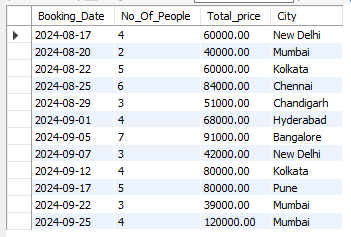 Booking_Date No_Of_People Total_price City
2024-08-17 4 60000.00 New Delhi
2024-08-20 2 40000.00 Mumbai
2024-08-22 5 60000.00 Kolkata
2024-08-25 6 84000.00 Chennai
2024-08-29 3 51000.00 Chandigarh
2024-09-01 4 68000.00 Hyderabad
2024-09-05 7 91000.00 Bangalore
2024-09-07 3 42000.00 New Delhi
2024-09-12 4 80000.00 Kolkata
2024-09-17 5 80000.00 Pune
2024-09-22 3 39000.00 Mumbai
2024-09-25 4 120000.00 Mumbai